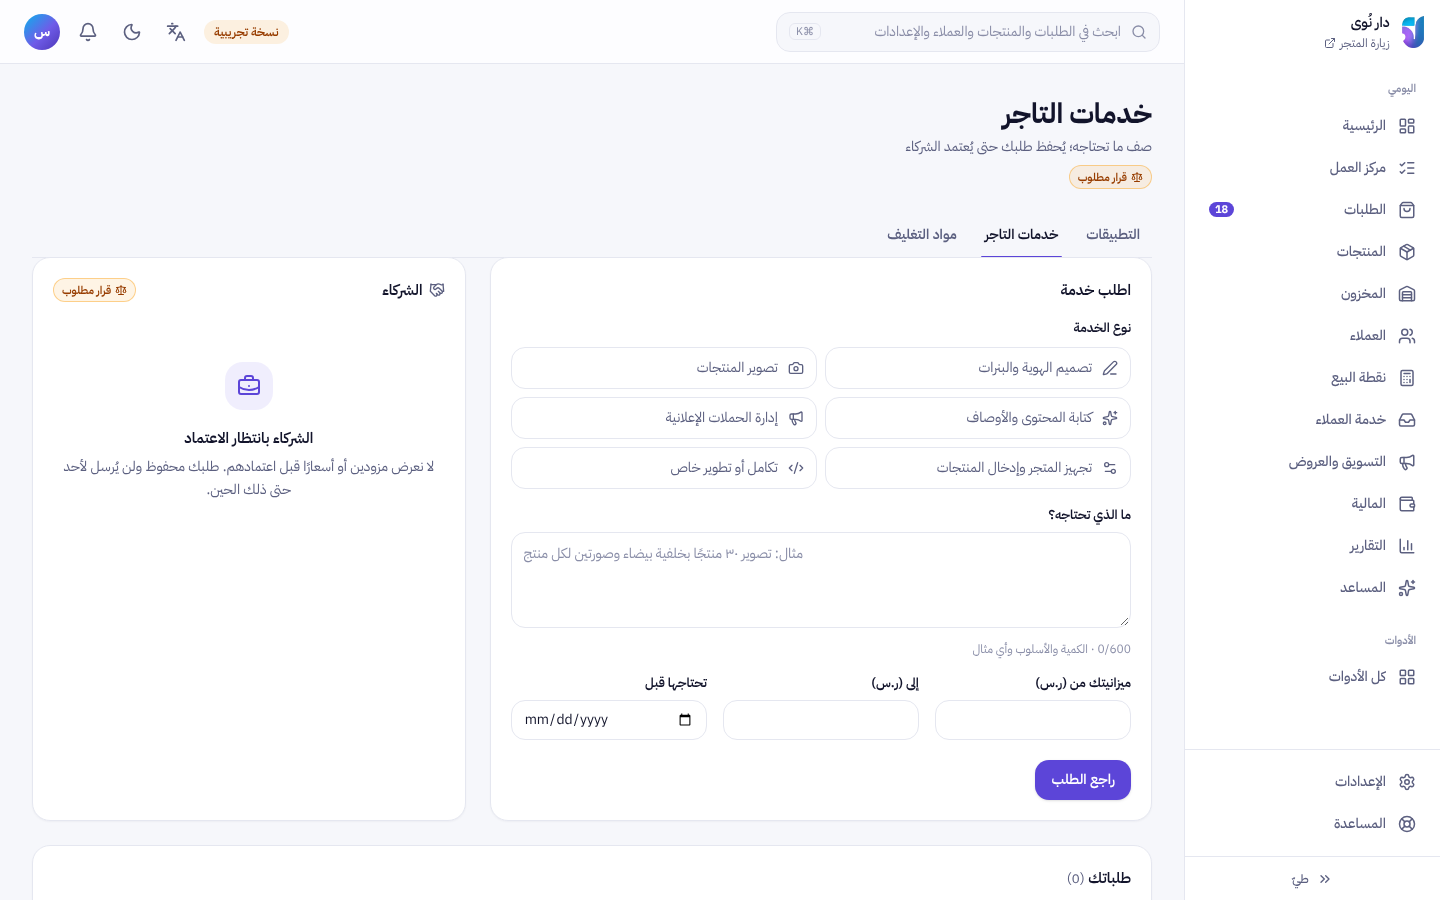 دار نُوى
زيارة المتجر
ابحث في الطلبات والمنتجات والعملاء والإعدادات
⌘K
نسخة تجريبية
س
اليومي
الرئيسية
مركز العمل
الطلبات
18
المنتجات
المخزون
العملاء
نقطة البيع
خدمة العملاء
التسويق والعروض
المالية
التقارير
المساعد
الأدوات
كل الأدوات
الإعدادات
المساعدة
طيّ
خدمات التاجر
صف ما تحتاجه؛ يُحفظ طلبك حتى يُعتمد الشركاء
قرار مطلوب
التطبيقات
خدمات التاجر
مواد التغليف
اطلب خدمة
نوع الخدمة
تصميم الهوية والبنرات
تصوير المنتجات
كتابة المحتوى والأوصاف
إدارة الحملات الإعلانية
تجهيز المتجر وإدخال المنتجات
تكامل أو تطوير خاص
ما الذي تحتاجه؟
مثال: تصوير ٣٠ منتجًا بخلفية بيضاء وصورتين لكل منتج
0/600 · الكمية والأسلوب وأي مثال
ميزانيتك من (ر.س)
إلى (ر.س)
تحتاجها قبل
mm/dd/yyyy
راجع الطلب
الشركاء
قرار مطلوب
الشركاء بانتظار الاعتماد
لا نعرض مزودين أو أسعارًا قبل اعتمادهم. طلبك محفوظ ولن يُرسل لأحد
حتى ذلك الحين.
طلباتك (0)